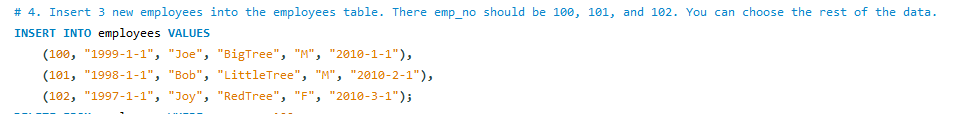 # 4. Insert 3 new employees into the employees table. There emp_no should be 100, 101, and 102. You can choose the rest of the data.
INSERT INTO employees VALUES
(100, "1999-1-1", "Joe", "BigTree", "M", "2010-1-1"),
(101, "1998-1-1", "Bob", "LittleTree", "M", "2010-2-1"),
(102, "1997-1-1", "Joy", "RedTree", "F", "2010-3-1");